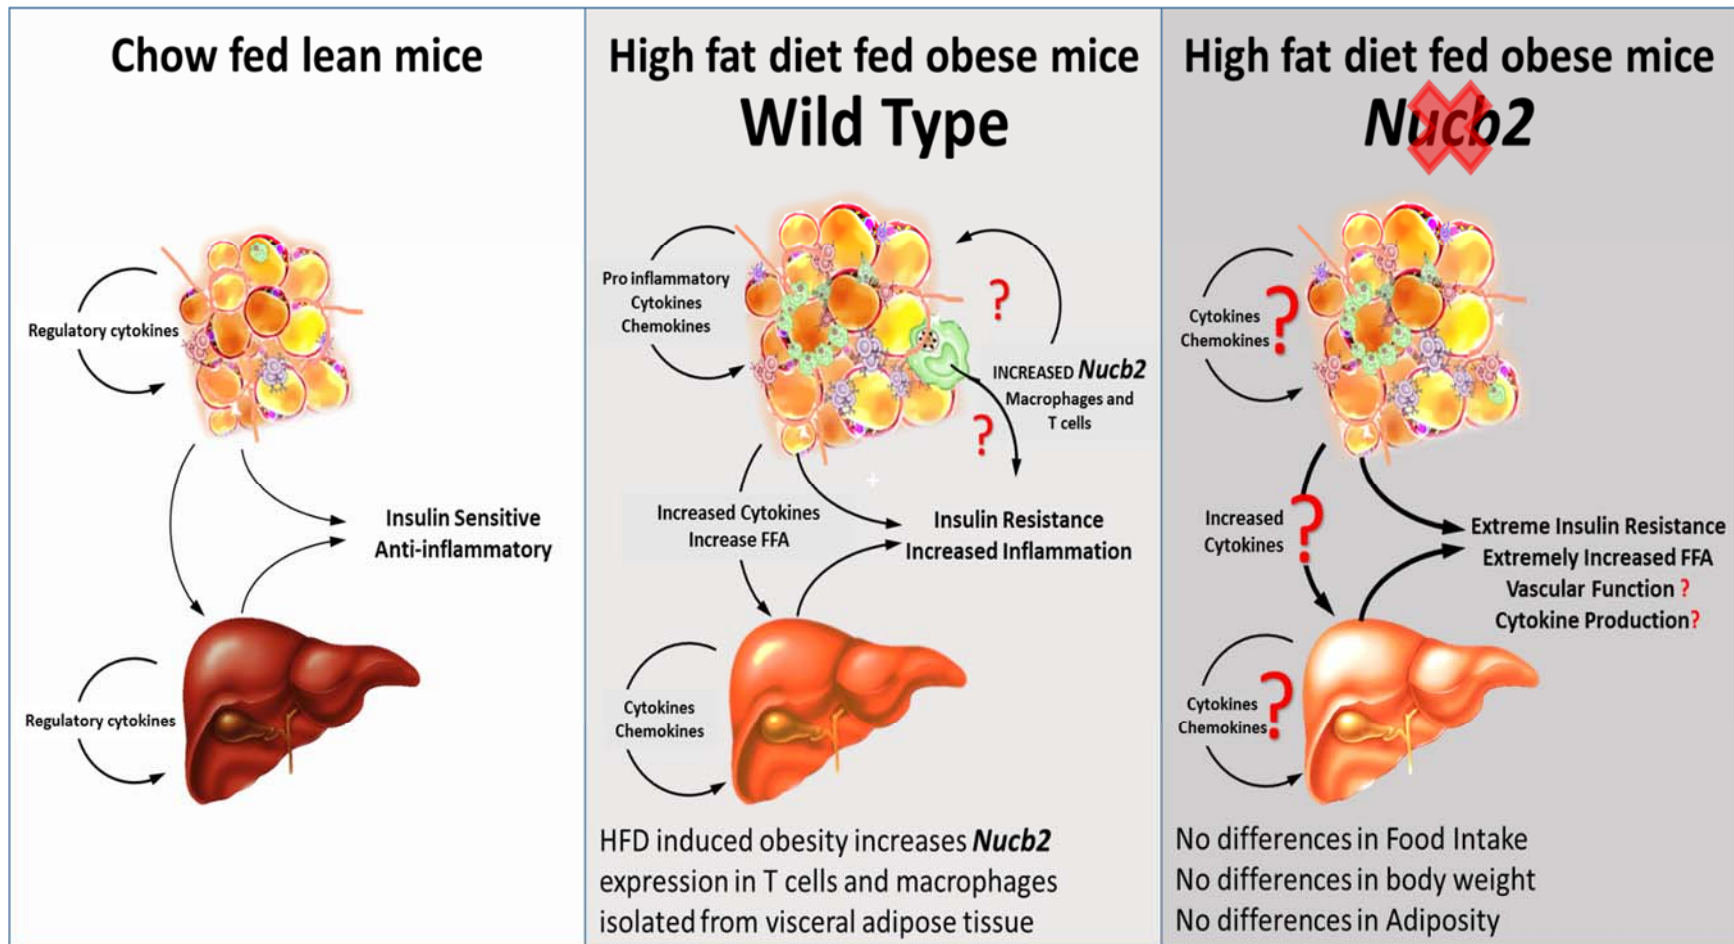 Chow fed lean mice
Regulatory cytokines
Insulin Sensitive
Anti-inflammatory
Regulatory cytokines
High fat diet fed obese mice
Wild Type
Pro inflammatory
Cytokines
Chemokines
?
INCREASED Nucb2
Macrophages and
T cells
?
Increased Cytokines
Increase FFA
Insulin Resistance
Increased Inflammation
Cytokines
Chemokines
HFD induced obesity increases Nucb2
expression in T cells and macrophages
isolated from visceral adipose tissue
High fat diet fed obese mice
Nucb2
Cytokines
Chemokines
?
Increased
Cytokines
?
Extreme Insulin Resistance
Extremely Increased FFA
Vascular Function ?
Cytokine Production?
Cytokines
Chemokines
?
No differences in Food Intake
No differences in body weight
No differences in Adiposity